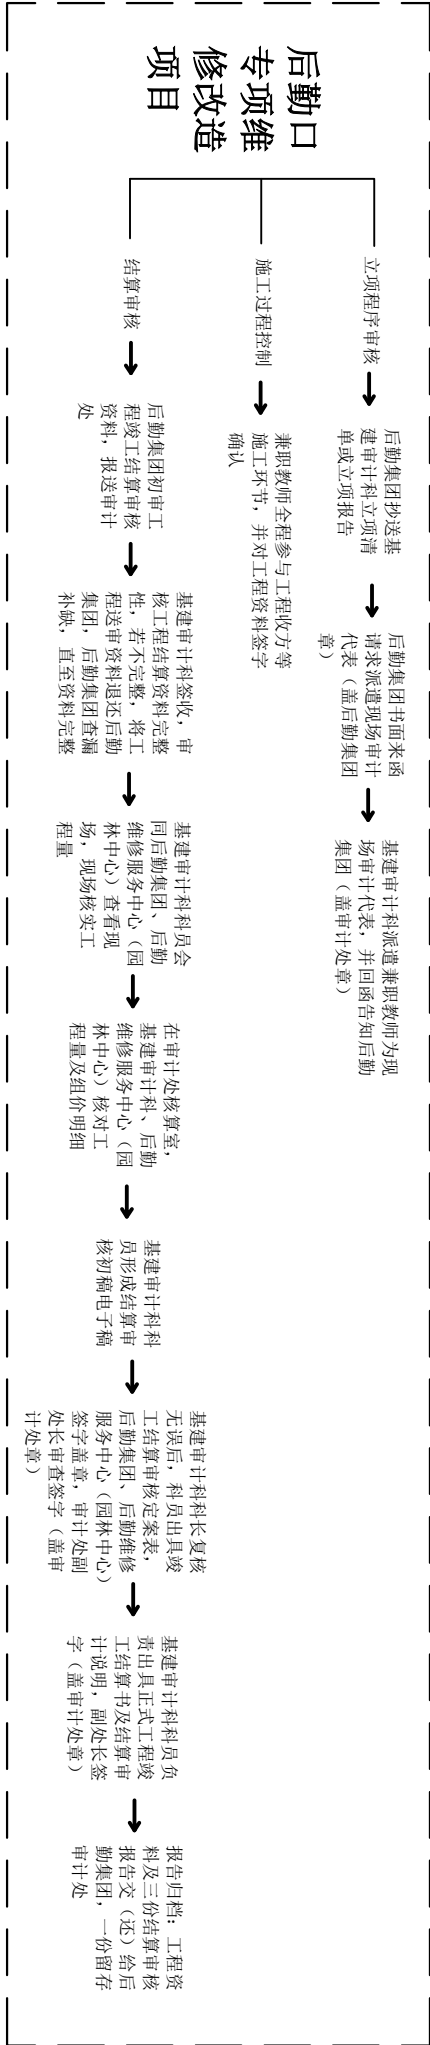 后勤口
专项维
修改造
项目
立项程序审核
后勤集团抄送基
建审计科立项清
单或立项报告
后勤集团书面来函
请求派遣现场审计
代表（盖后勤集团
章）
基建审计科派遣兼职教师为现
场审计代表，并回函告知后勤
集团（盖审计处章）
施工过程控制
兼职教师全程参与工程收方等
施工环节，并对工程资料签字
确认
结算审核
后勤集团初审工
程竣工结算审核
资料，报送审计
处
基建审计科签收，审
核工程结算资料完整
性，若不完整，将工
程送审资料退还后勤
集团，后勤集团查漏
补缺，直至资料完整
基建审计科科员会
同后勤集团、后勤
维修服务中心（园
林中心）查看现
场，现场核实工
程量
在审计处核算室，
基建审计科、后勤
维修服务中心（园
林中心）核对工
程量及组价明细
基建审计科科
员形成结算审
核初稿电子稿
基建审计科科长复核
无误后，科员出具竣
工结算审核定案表，
后勤集团、后勤维修
服务中心（园林中心）
签字盖章，审计处副
处长审查签字（盖审
计处章）
基建审计科科员负
责出具正式工程竣
工结算书及结算审
计说明，副处长签
字（盖审计处章）
报告归档：工程资
料及三份结算审核
报告交（还）给后
勤集团，一份留存
审计处